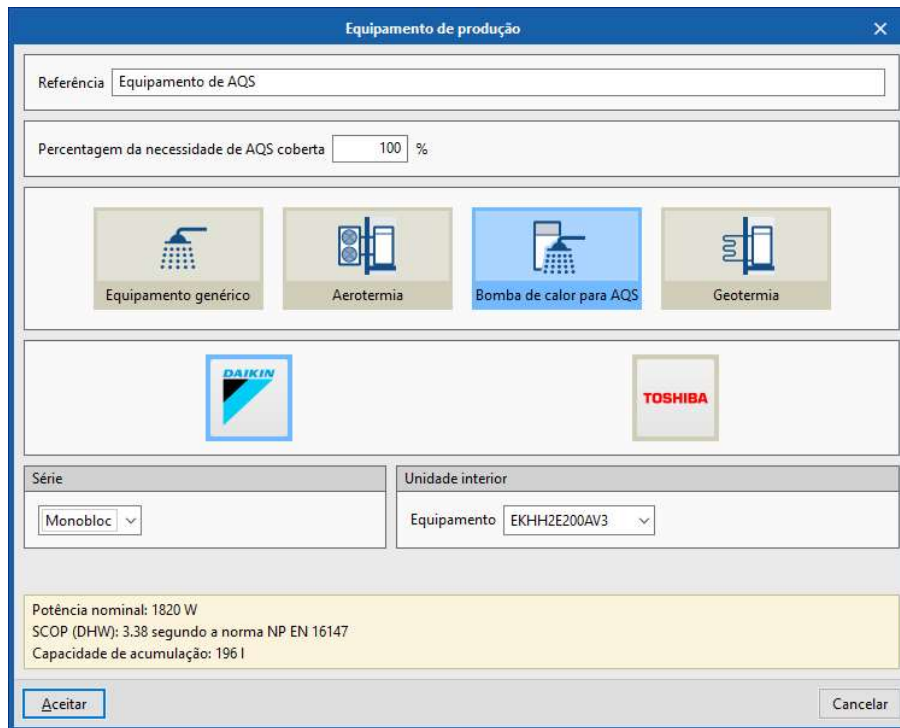 Equipamento de produção
Referência Equipamento de AQS
Percentagem da necessidade de AQS coberta 100 %
Equipamento genérico Aerotermia Bomba de calor para AQS Geotermia
DAIKIN TOSHIBA
Série Unidade interior
Monobloc Equipamento EKHH2E200AV3
Potência nominal: 1820 W
SCOP (DHW): 3.38 segundo a norma NP EN 16147
Capacidade de acumulação: 196 l
Aceitar Cancelar